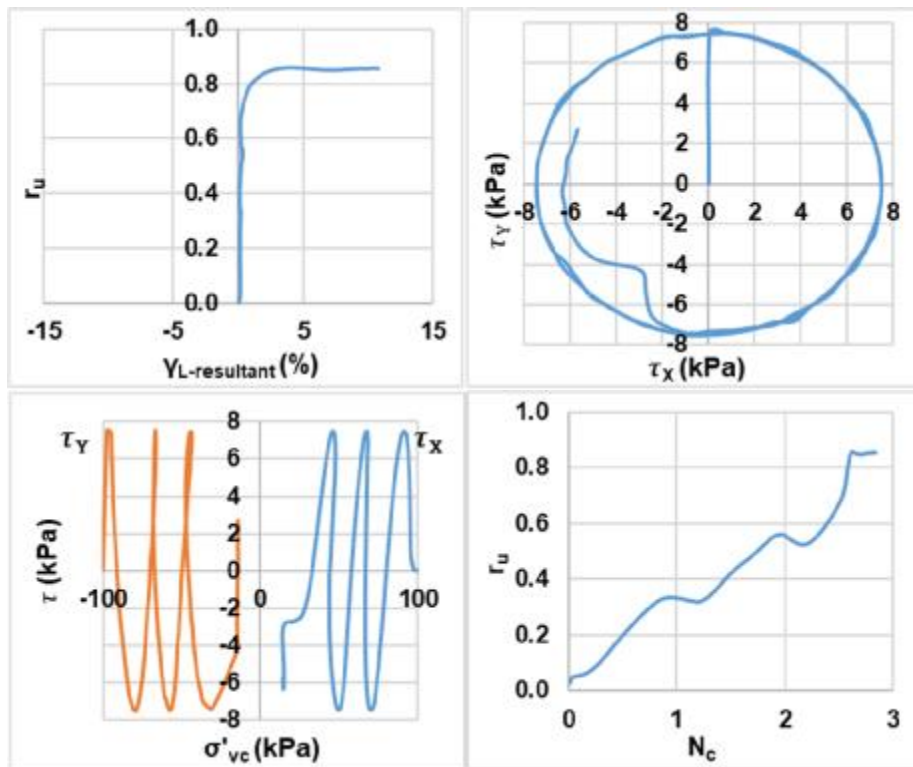 1.0
0.8
0.6
0.4
0.2
0.0
-15 -5 5 15
r_u
γ_L-resultant (%)
8
6
4
2
0
-2
-4
-6
-8
-8 -6 -4 -2 0 2 4 6 8
τ_Y (kPa)
τ_X (kPa)
8
6
4
2
0
-2
-4
-6
-8
τ_Y τ_X
-100 0 100
τ (kPa)
σ'_vc (kPa)
1.0
0.8
0.6
0.4
0.2
0.0
0 1 2 3
r_u
N_c